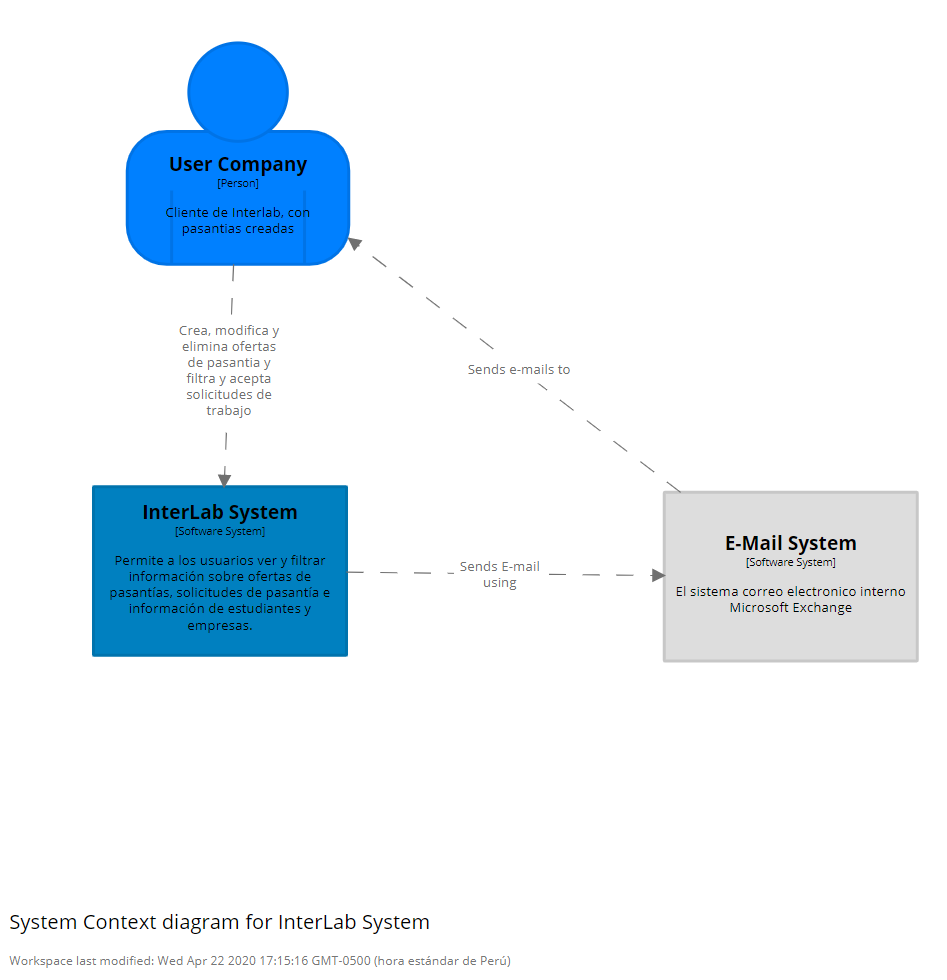 User Company
[Person]
Cliente de Interlab, con
pasantias creadas
Crea, modifica y
elimina ofertas
de pasantia y
filtra y acepta
solicitudes de
trabajo
Sends e-mails to
InterLab System
[Software System]
Permite a los usuarios ver y filtrar
información sobre ofertas de
pasantías, solicitudes de pasantía e
información de estudiantes y
empresas.
Sends E-mail
using
E-Mail System
[Software System]
El sistema correo electronico interno
Microsoft Exchange
System Context diagram for InterLab System
Workspace last modified: Wed Apr 22 2020 17:15:16 GMT-0500 (hora estándar de Perú)